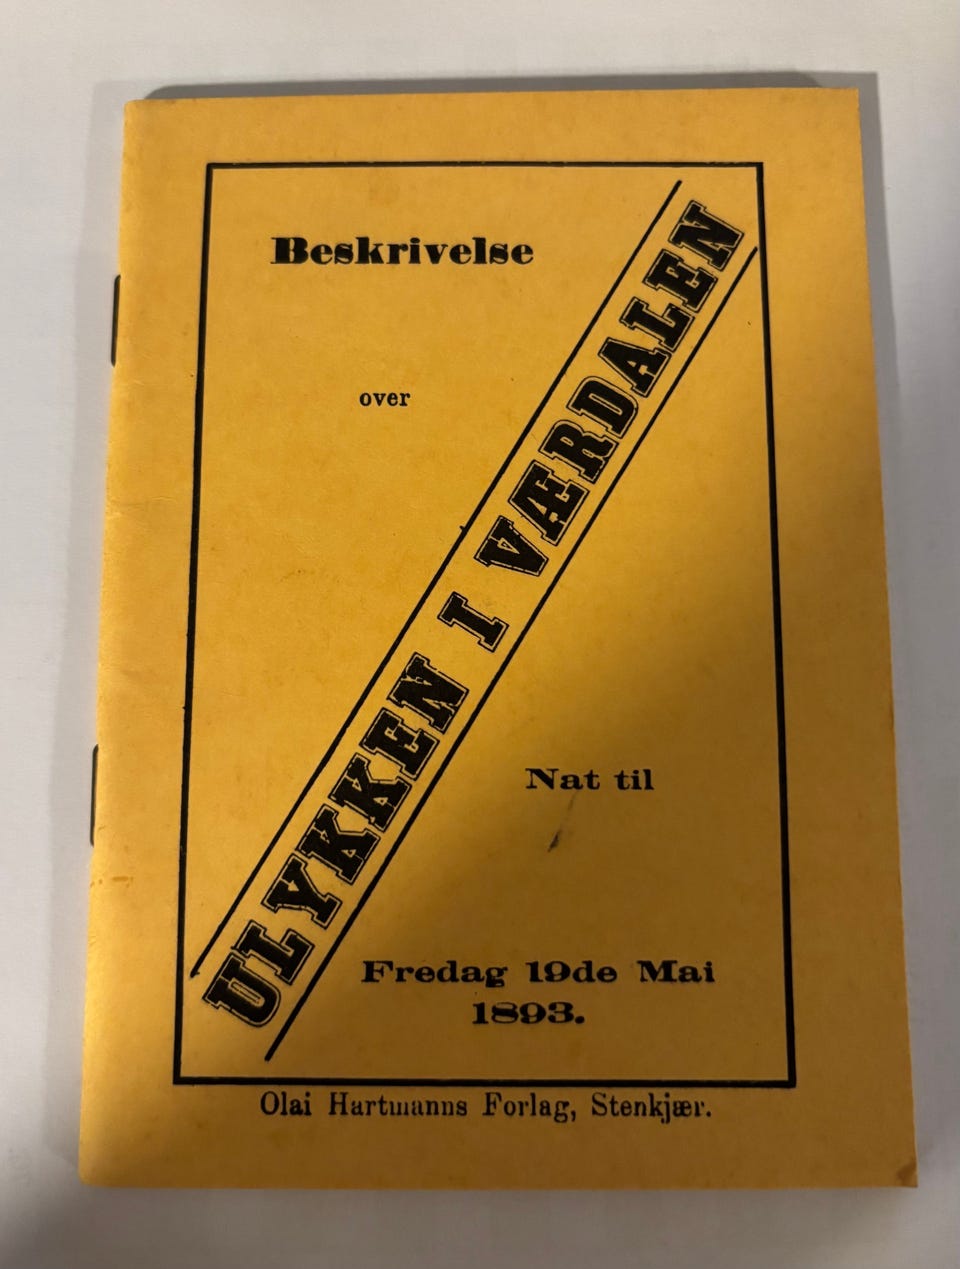 Beskrivelse
over
ULYKKEN I VÆRDALEN
Nat til
Fredag 19de Mai
1893.
Olai Hartmanns Forlag, Stenkjær.